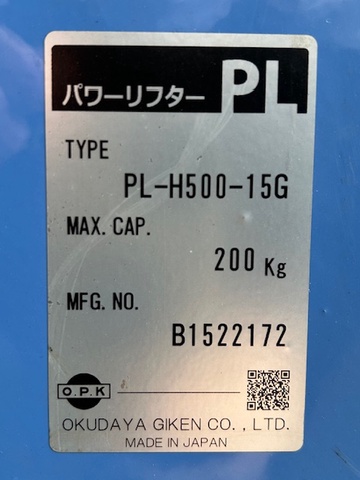 パワーリフター PL
TYPE
PL-H500-15G
MAX. CAP.
200 Kg
MFG. NO.
B1522172
O.P.K
OKUDAYA GIKEN CO., LTD.
MADE IN JAPAN